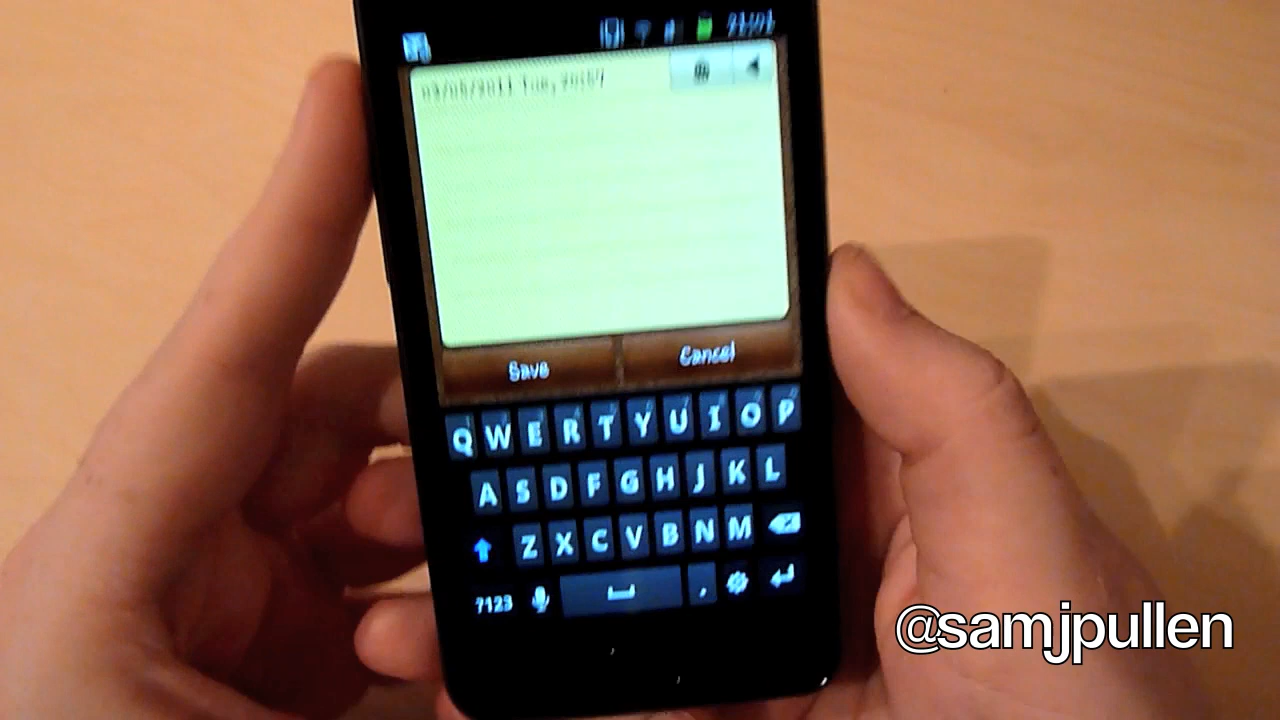 Save
Cancel
Q W E R T Y U I O P
A S D F G H J K L
Z X C V B N M
?123 ,
@samjpullen